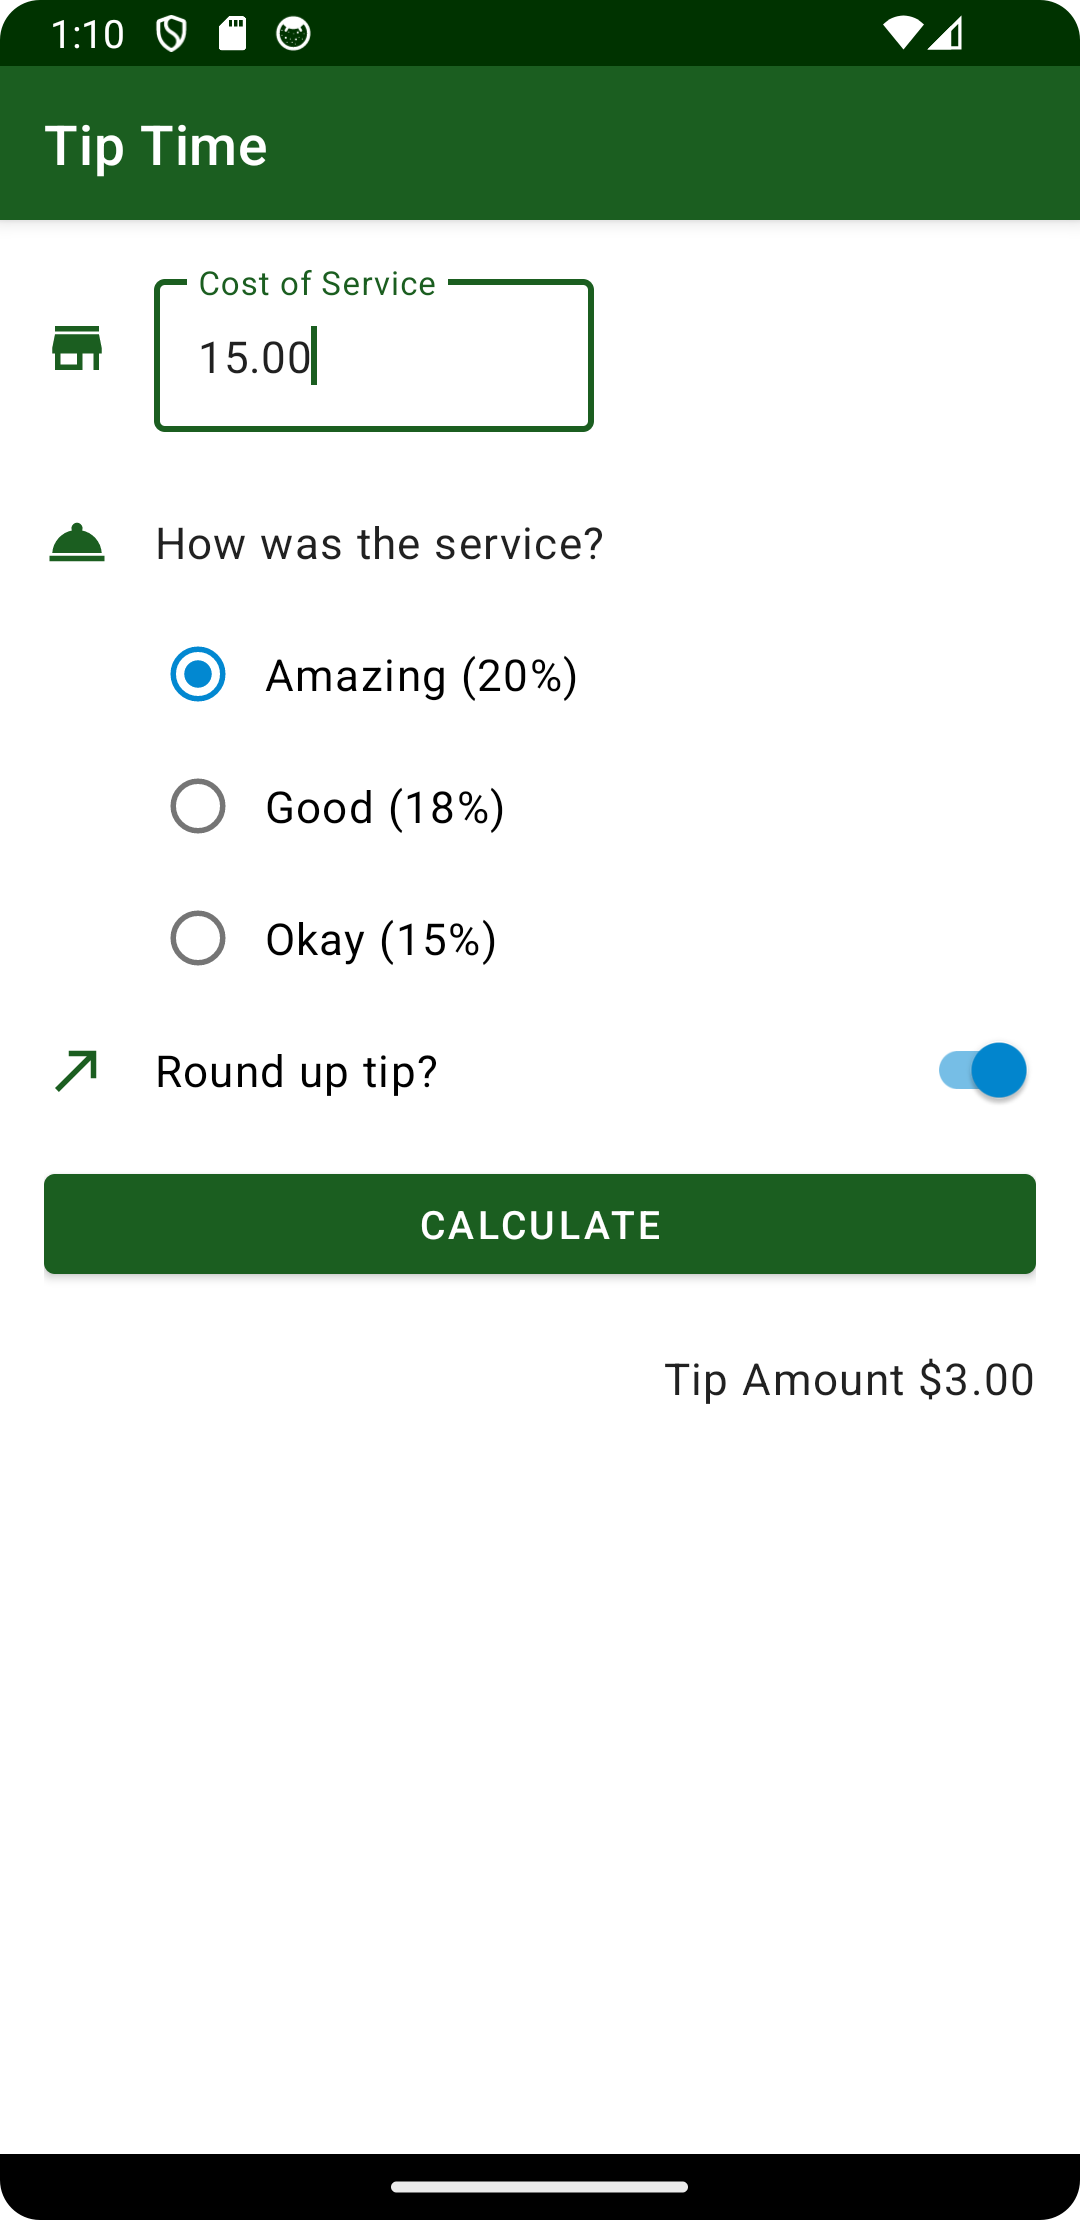 1:10
Tip Time
Cost of Service
15.00
How was the service?
Amazing (20%)
Good (18%)
Okay (15%)
Round up tip?
CALCULATE
Tip Amount $3.00